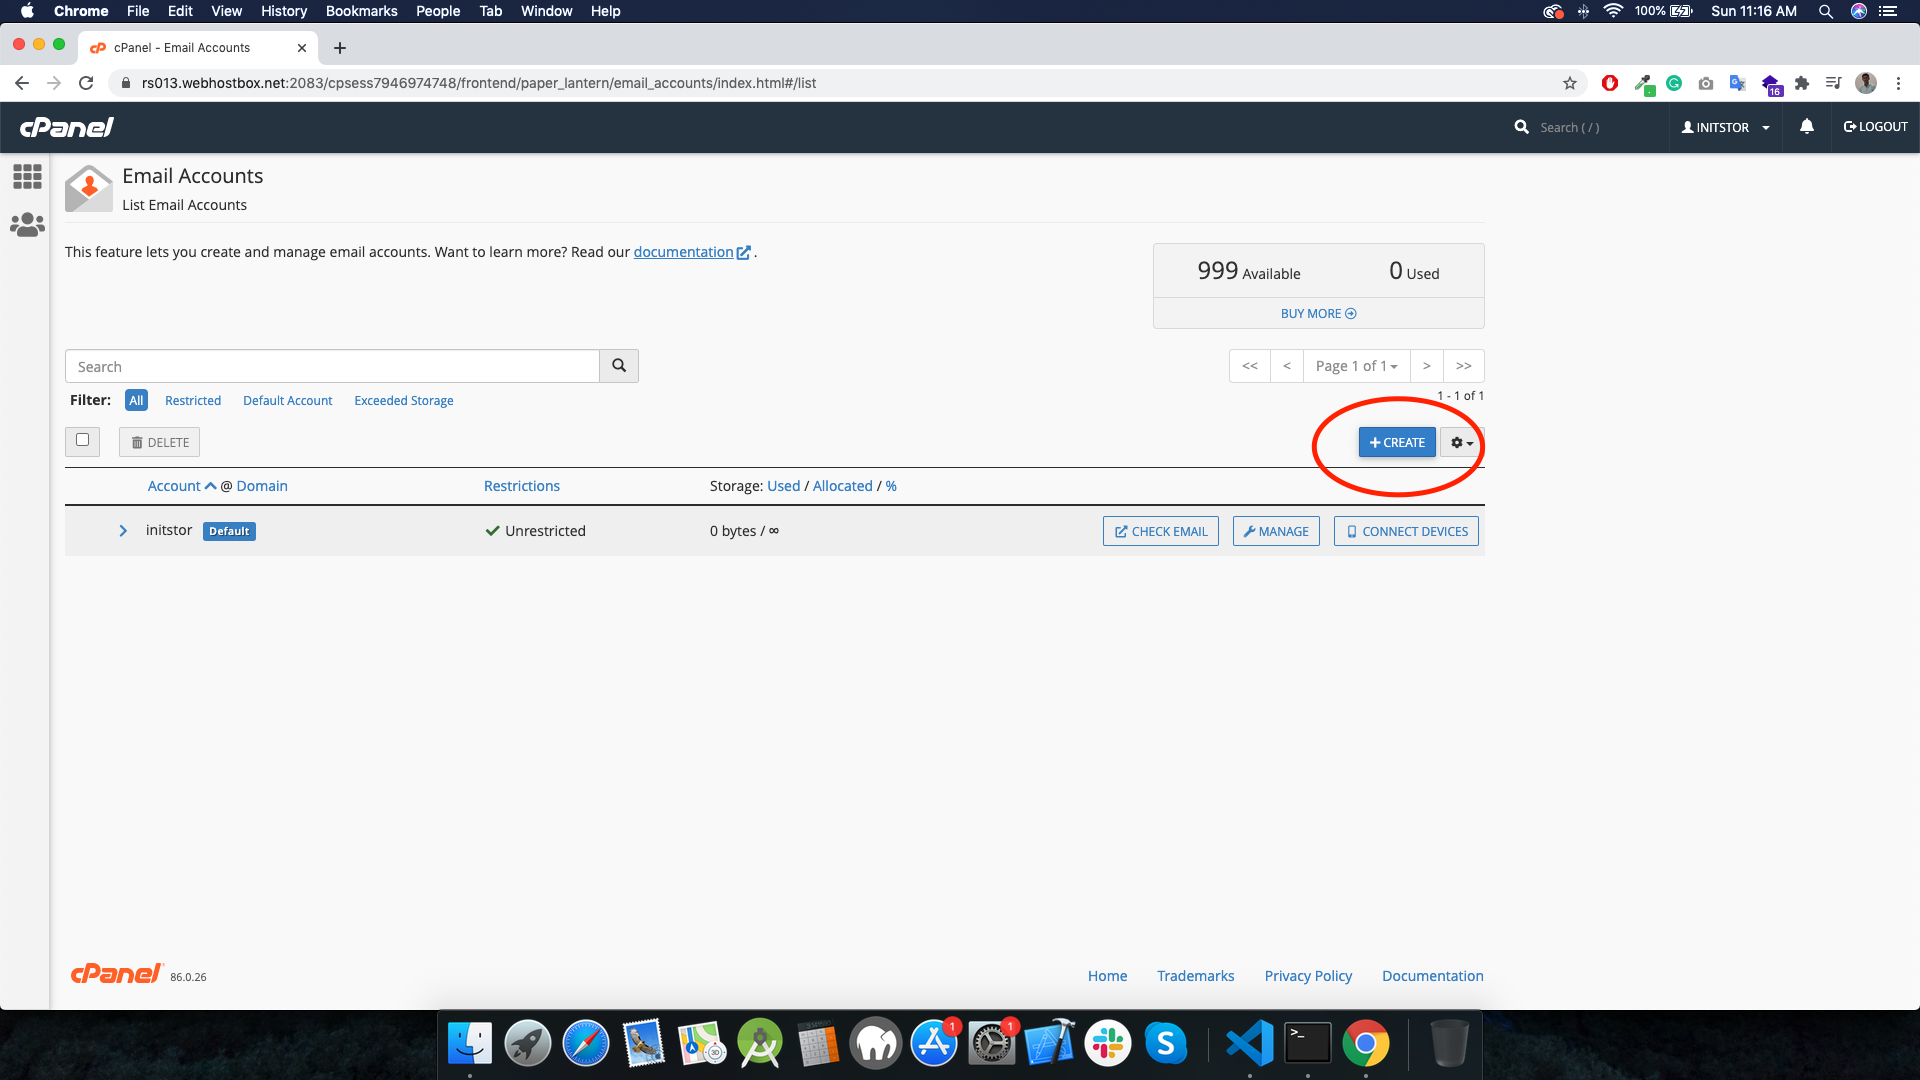 Chrome File Edit View History Bookmarks People Tab Window Help 100% Sun 11:16 AM
cPanel - Email Accounts
rs013.webhostbox.net:2083/cpsess7946974748/frontend/paper_lantern/email_accounts/index.html#/list 16
cPanel Search ( / ) INITSTOR LOGOUT
Email Accounts
List Email Accounts
This feature lets you create and manage email accounts. Want to learn more? Read our documentation .
999 Available 0 Used
BUY MORE
Search << < Page 1 of 1 > >>
Filter: All Restricted Default Account Exceeded Storage 1 - 1 of 1
DELETE + CREATE
Account @ Domain Restrictions Storage: Used / Allocated / %
initstor Default Unrestricted 0 bytes / ∞ CHECK EMAIL MANAGE CONNECT DEVICES
cPanel 86.0.26 Home Trademarks Privacy Policy Documentation
3D 1 1 S >_